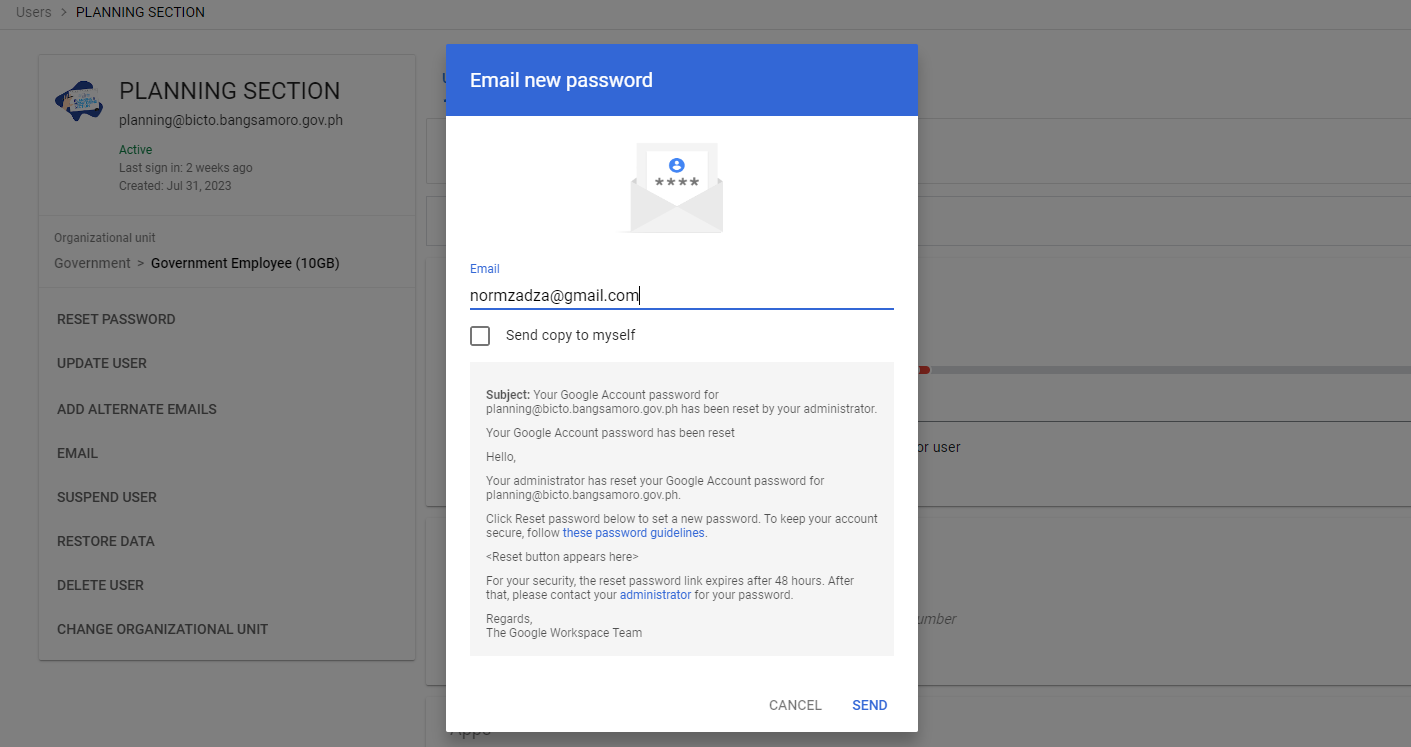 Users > PLANNING SECTION
PLANNING SECTION
planning@bicto.bangsamoro.gov.ph
Active
Last sign in: 2 weeks ago
Created: Jul 31, 2023
Organizational unit
Government > Government Employee (10GB)
RESET PASSWORD
UPDATE USER
ADD ALTERNATE EMAILS
EMAIL
SUSPEND USER
RESTORE DATA
DELETE USER
CHANGE ORGANIZATIONAL UNIT
Email new password
****
Email
normzadza@gmail.com
Send copy to myself
Subject: Your Google Account password for
planning@bicto.bangsamoro.gov.ph has been reset by your administrator.
Your Google Account password has been reset
Hello,
Your administrator has reset your Google Account password for
planning@bicto.bangsamoro.gov.ph.
Click Reset password below to set a new password. To keep your account
secure, follow these password guidelines.
<Reset button appears here>
For your security, the reset password link expires after 48 hours. After
that, please contact your administrator for your password.
Regards,
The Google Workspace Team
CANCEL SEND
or user
umber
Apps